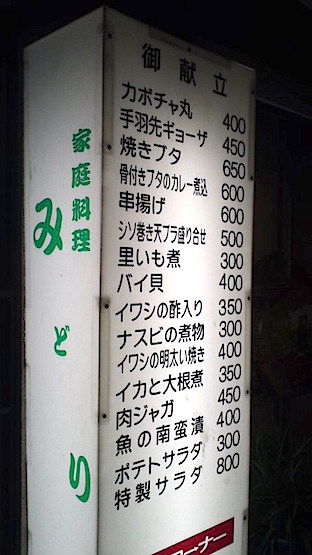 家庭料理
みどり
御献立
カボチャ丸 400
手羽先ギョーザ 450
焼きブタ 650
骨付きブタのカレー煮込 600
串揚げ 600
シソ巻き天プラ盛り合せ 500
里いも煮 300
バイ貝 400
イワシの酢入り 350
ナスビの煮物 300
イワシの明太い焼き 400
イカと大根煮 350
肉ジャガ 450
魚の南蛮漬 400
ポテトサラダ 300
特製サラダ 800
コーナー